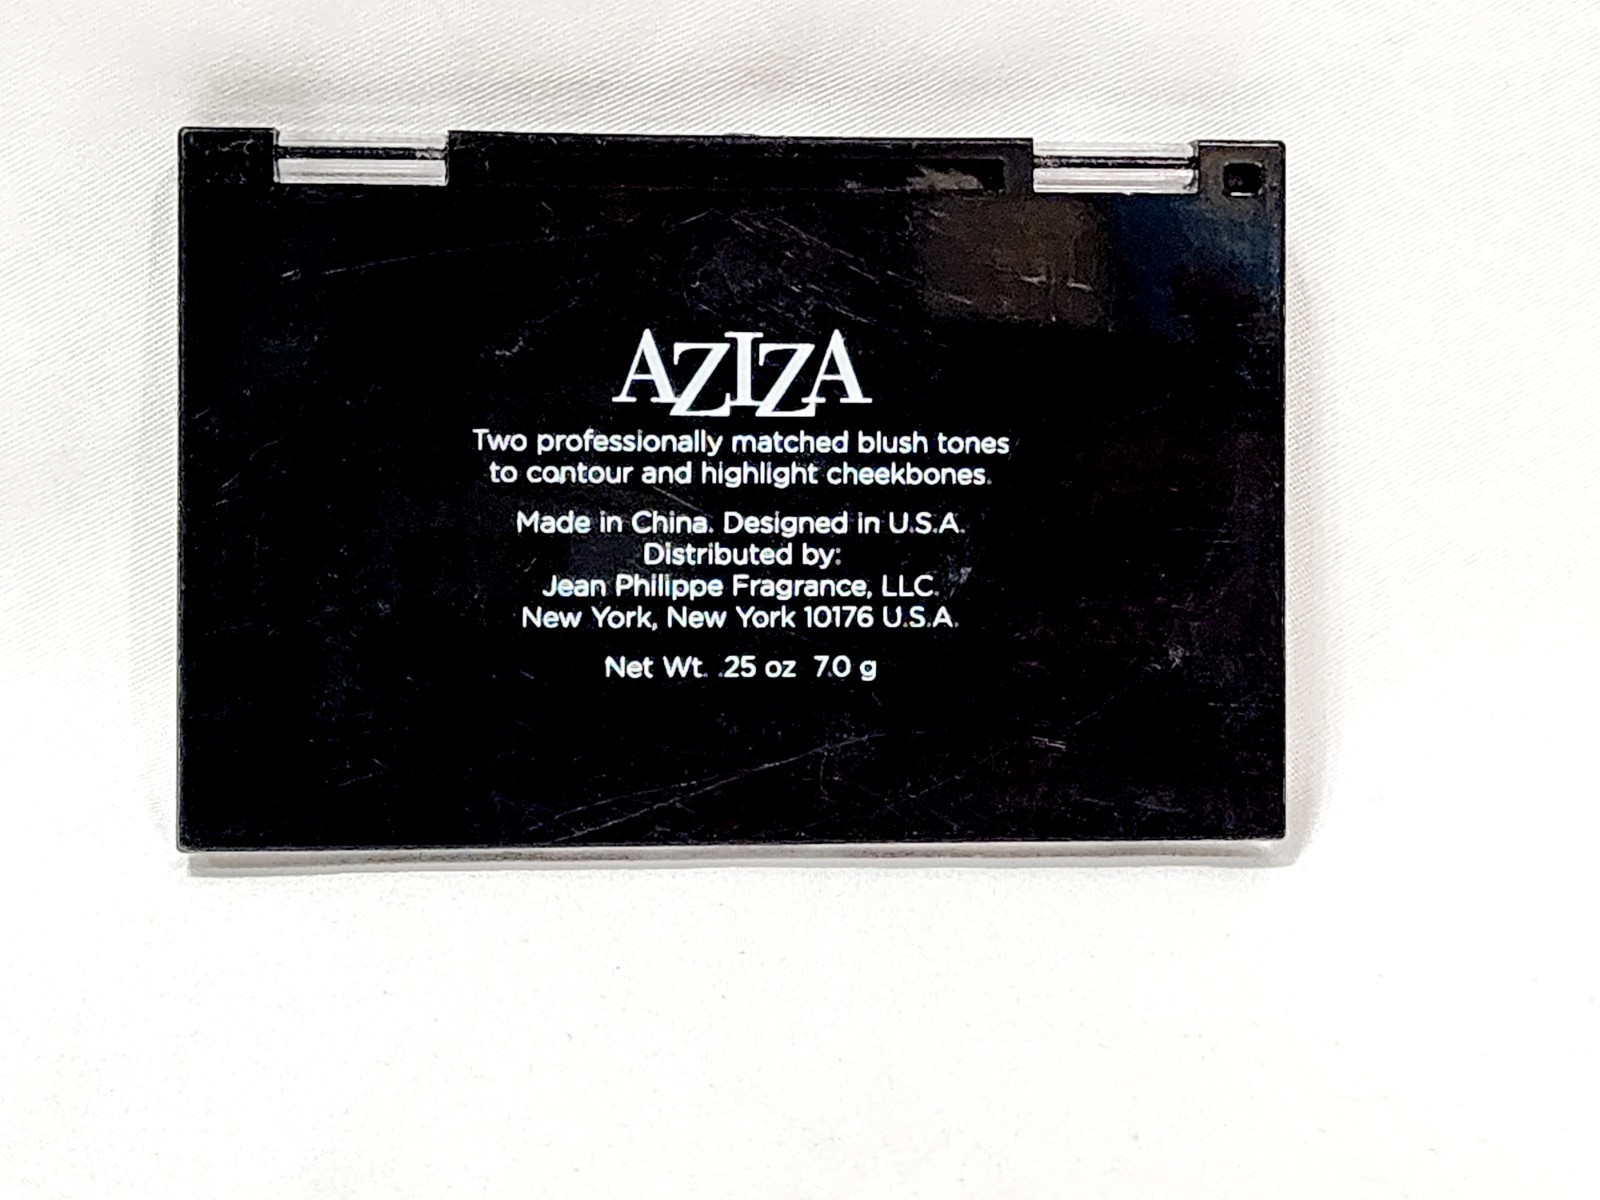 AZIZA
Two professionally matched blush tones
to contour and highlight cheekbones.
Made in China. Designed in U.S.A.
Distributed by:
Jean Philippe Fragrance, LLC.
New York, New York 10176 U.S.A.
Net Wt. .25 oz 7.0 g